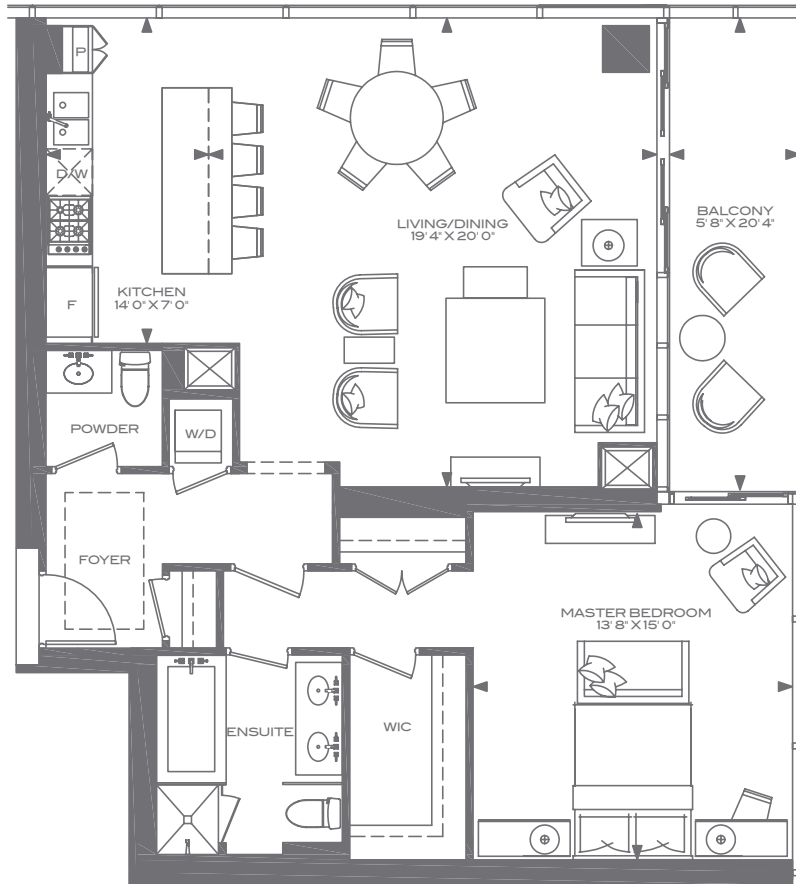 P
D/W
BALCONY
5' 8" X 20' 4"
LIVING/DINING
19' 4" X 20' 0"
KITCHEN
14' 0" X 7' 0"
F
POWDER
W/D
FOYER
MASTER BEDROOM
13' 8" X 15' 0"
ENSUITE
WIC